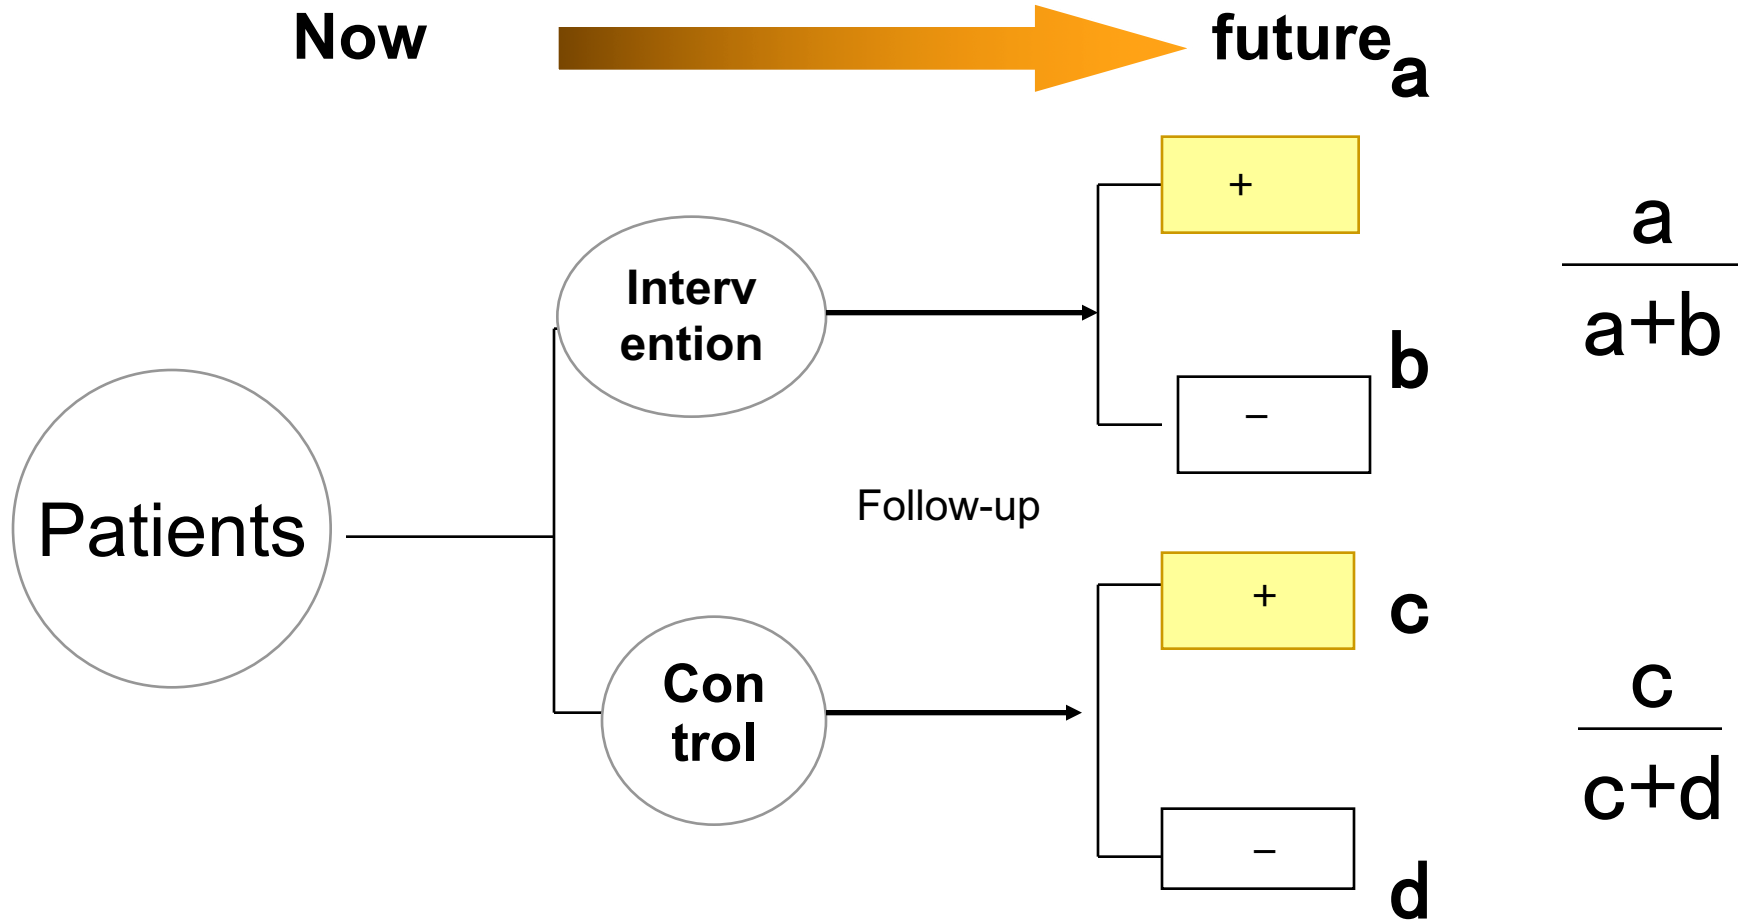 Now
future
a
+
Interv
ention
a
a+b
b
−
Patients
Follow-up
+
c
Con
trol
c
c+d
−
d